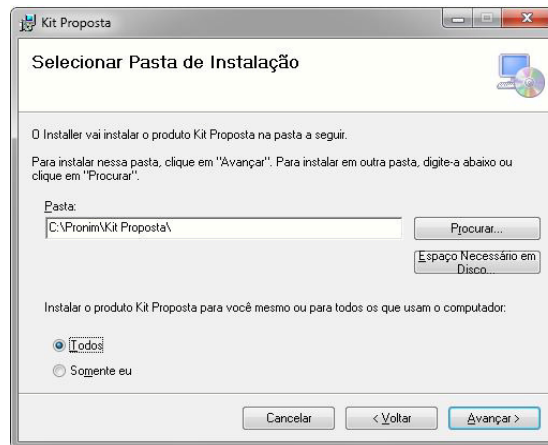 Kit Proposta
Selecionar Pasta de Instalação
O Installer vai instalar o produto Kit Proposta na pasta a seguir.
Para instalar nessa pasta, clique em "Avançar". Para instalar em outra pasta, digite-a abaixo ou
clique em "Procurar".
Pasta:
C:\Pronim\Kit Proposta\
Procurar...
Espaço Necessário em
Disco...
Instalar o produto Kit Proposta para você mesmo ou para todos os que usam o computador:
Todos
Somente eu
Cancelar
< Voltar
Avançar >